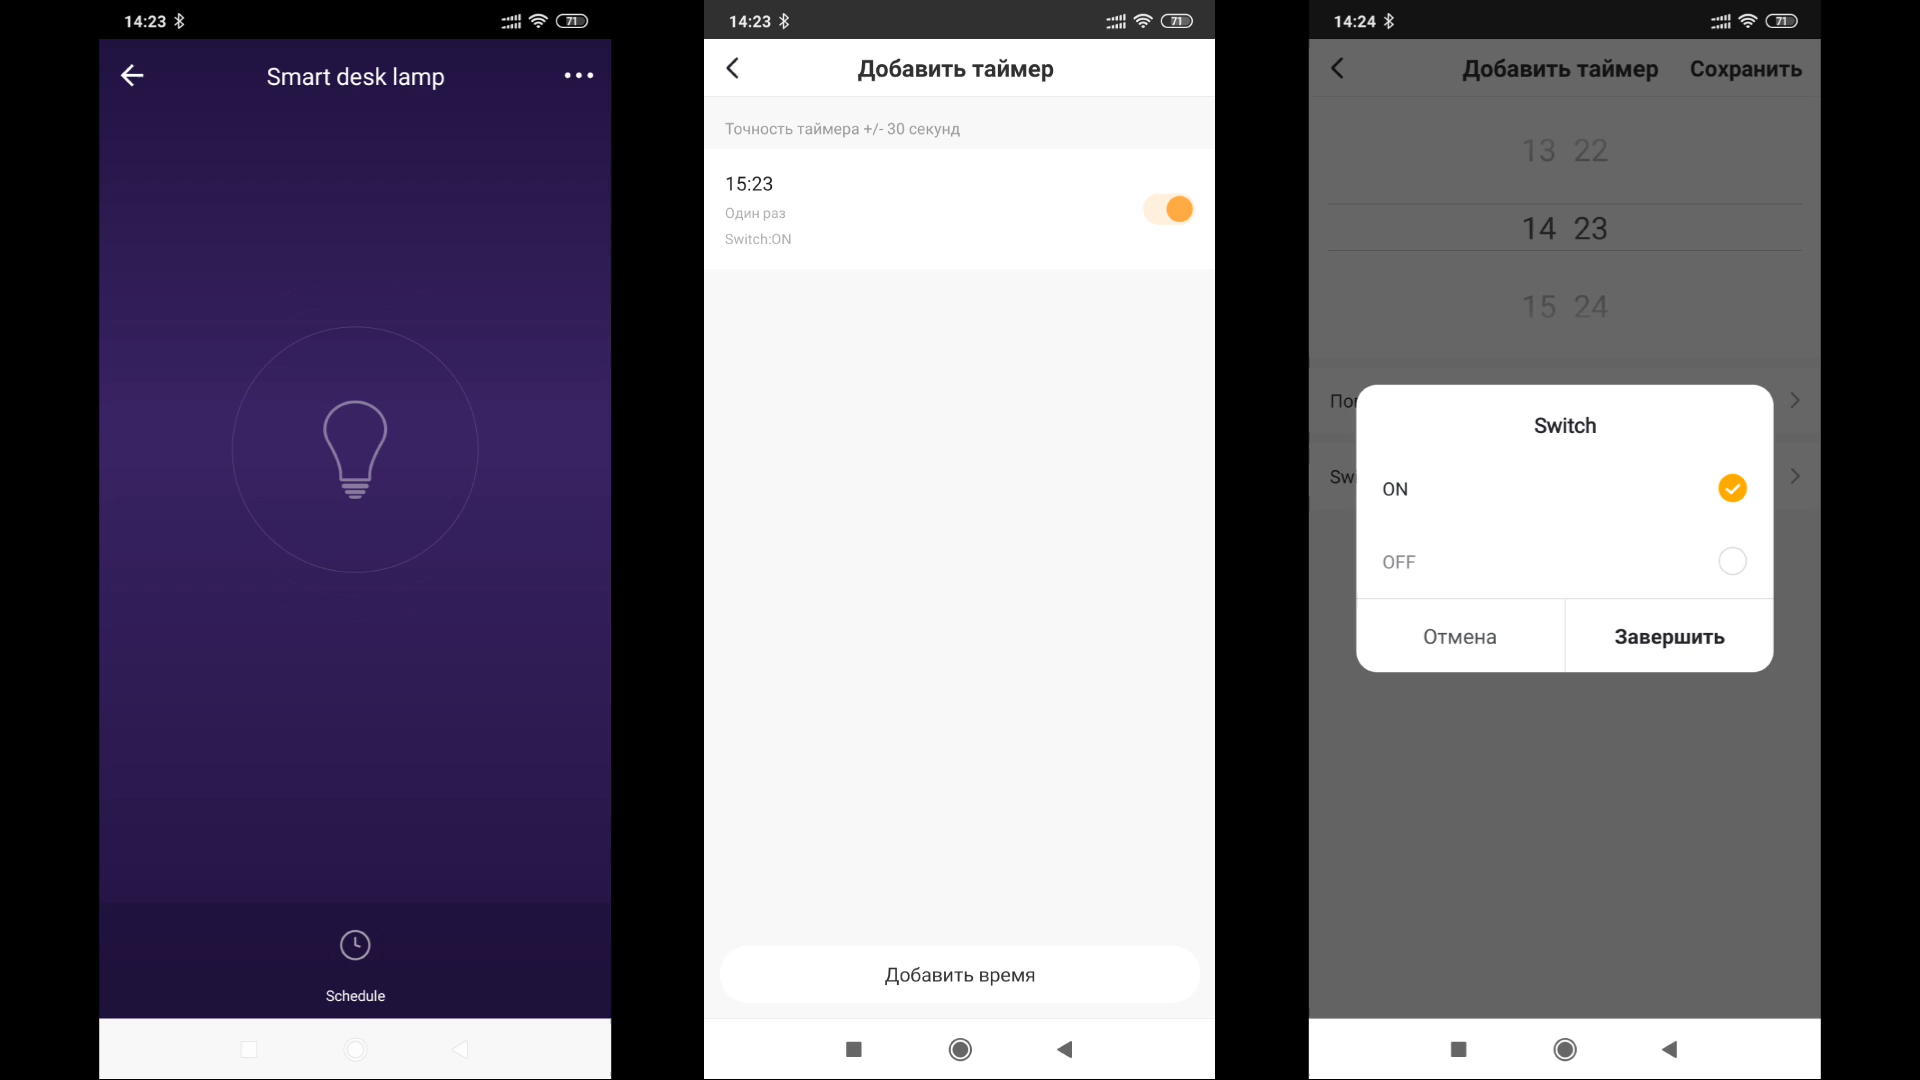 14:23
71
Smart desk lamp
Schedule
14:23
71
Добавить таймер
Точность таймера +/- 30 секунд
15:23
Один раз
Switch:ON
Добавить время
14:24
71
Добавить таймер Сохранить
13 22
14 23
15 24
Switch
ON
OFF
Отмена Завершить